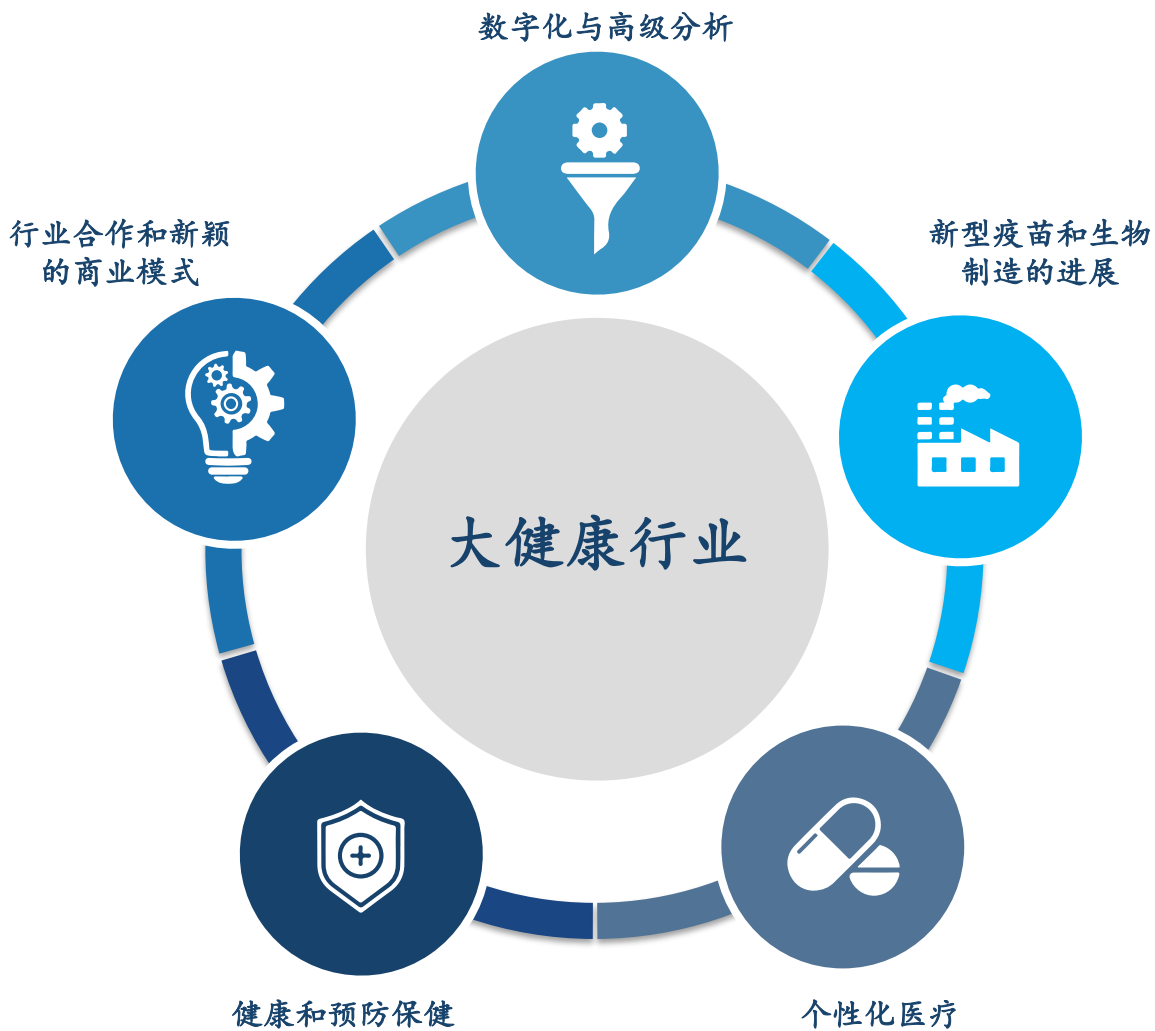 数字化与高级分析
行业合作和新颖
的商业模式
新型疫苗和生物
制造的进展
大健康行业
健康和预防保健
个性化医疗